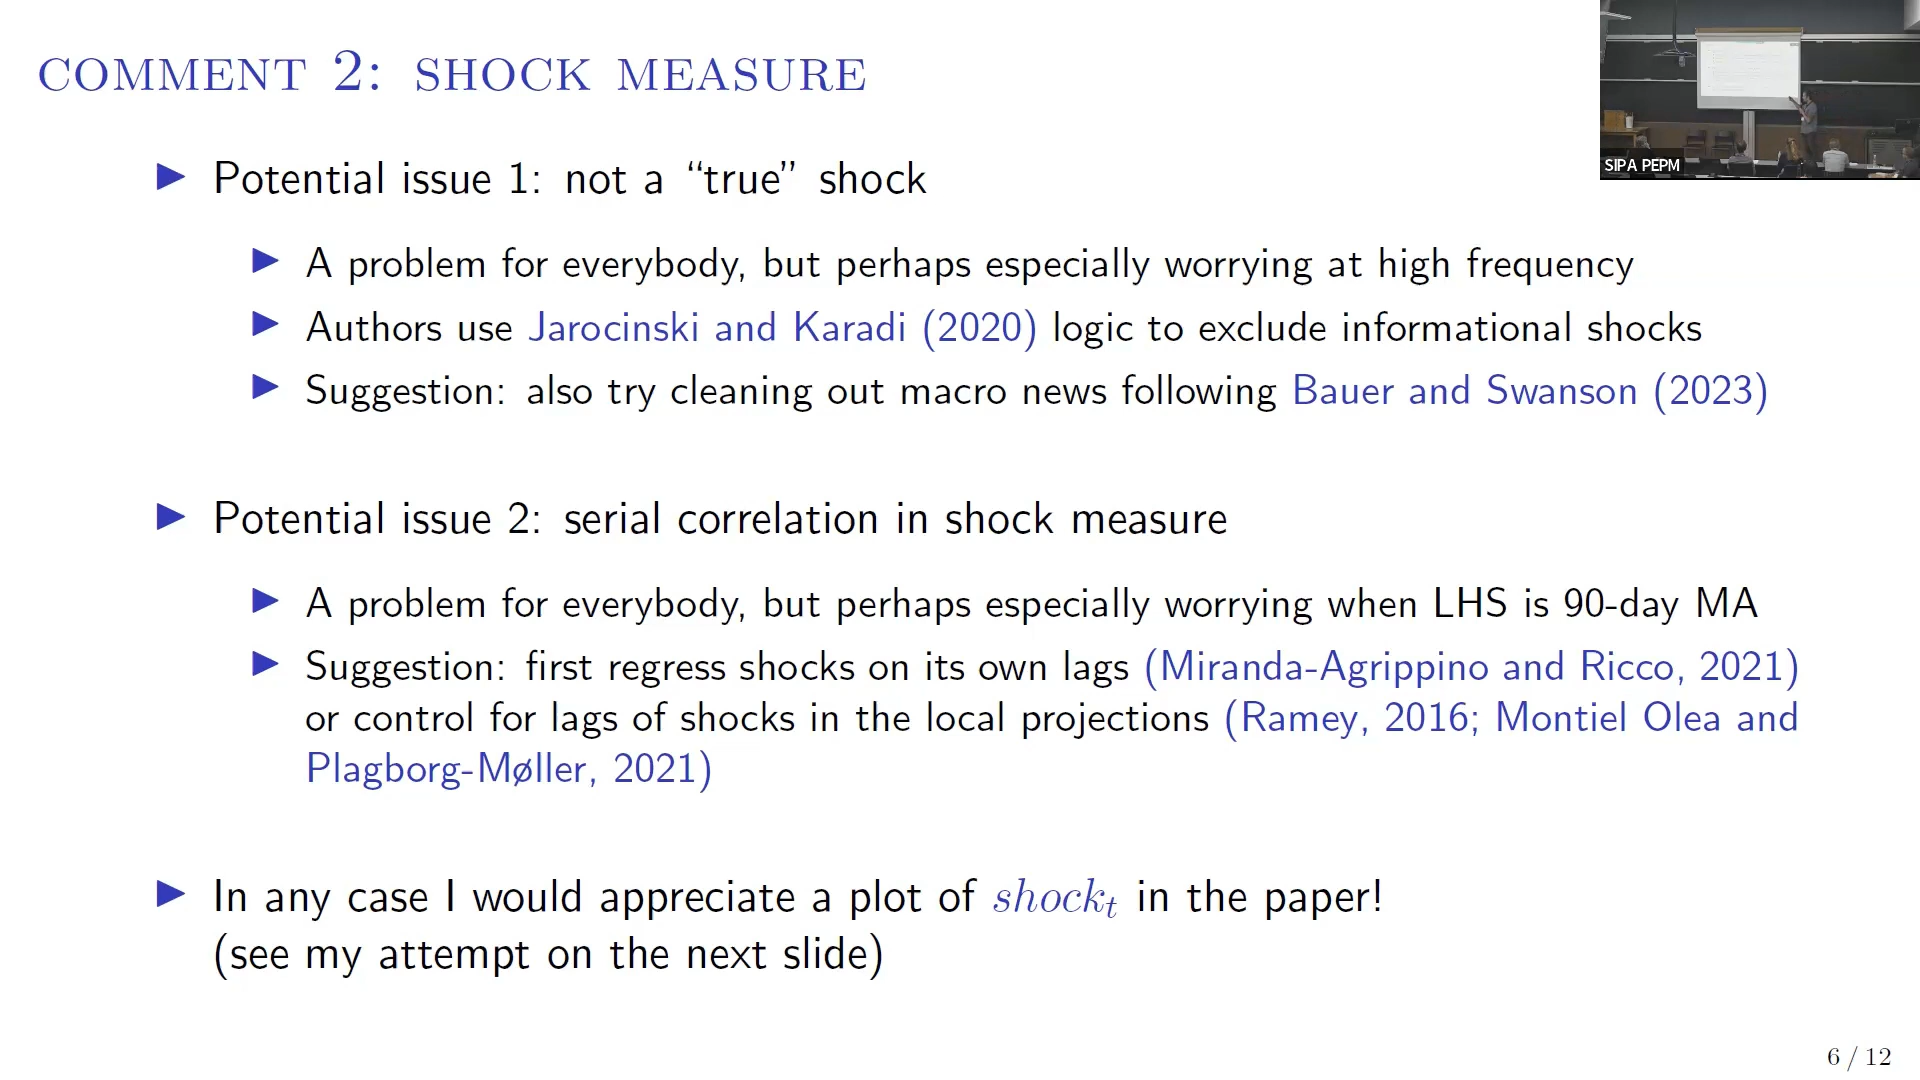 COMMENT 2: SHOCK MEASURE
SIPA PEPM
▶ Potential issue 1: not a “true” shock
▶ A problem for everybody, but perhaps especially worrying at high frequency
▶ Authors use Jarocinski and Karadi (2020) logic to exclude informational shocks
▶ Suggestion: also try cleaning out macro news following Bauer and Swanson (2023)
▶ Potential issue 2: serial correlation in shock measure
▶ A problem for everybody, but perhaps especially worrying when LHS is 90-day MA
▶ Suggestion: first regress shocks on its own lags (Miranda-Agrippino and Ricco, 2021)
or control for lags of shocks in the local projections (Ramey, 2016; Montiel Olea and
Plagborg-Møller, 2021)
▶ In any case I would appreciate a plot of shock_t in the paper!
(see my attempt on the next slide)
6 / 12